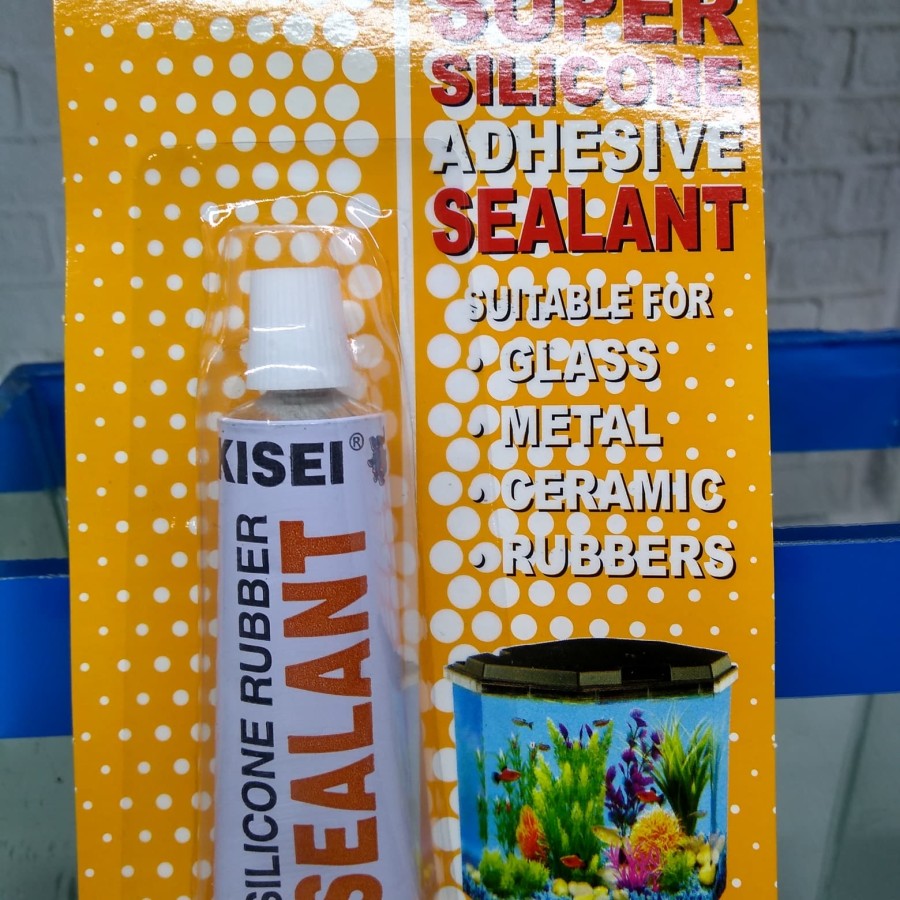 SUPER
SILICONE
ADHESIVE
SEALANT
SUITABLE FOR
• GLASS
• METAL
• CERAMIC
• RUBBERS
KISEI®
SILICONE RUBBER
SEALANT